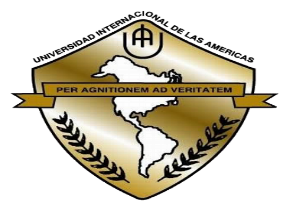 UNIVERSIDAD INTERNACIONAL DE LAS AMERICAS
PER AGNITIONEM AD VERITATEM